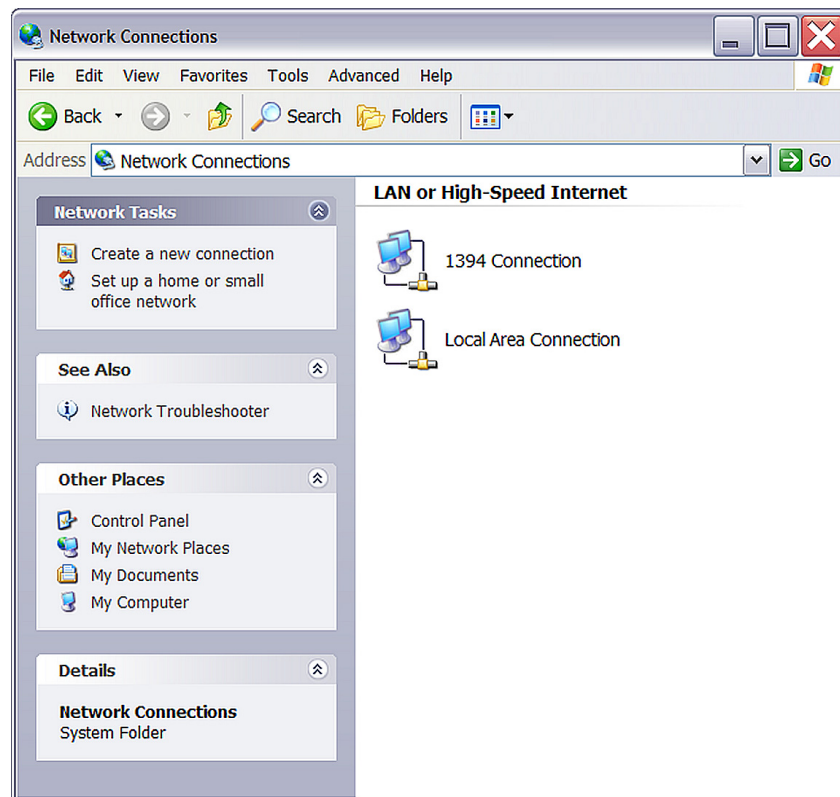 Network Connections
File Edit View Favorites Tools Advanced Help
Back Search Folders
Address Network Connections Go
Network Tasks
Create a new connection
Set up a home or small
office network
See Also
Network Troubleshooter
Other Places
Control Panel
My Network Places
My Documents
My Computer
Details
Network Connections
System Folder
LAN or High-Speed Internet
1394 Connection
Local Area Connection